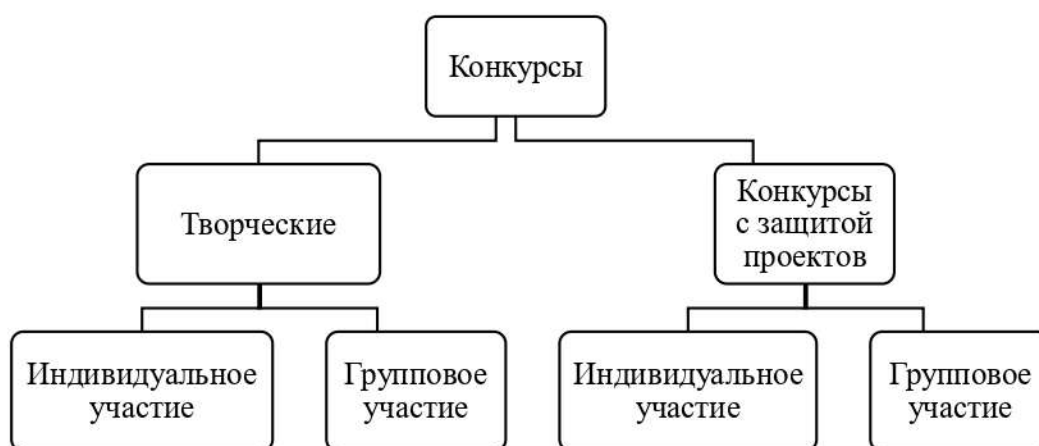 Конкурсы
Творческие
Конкурсы
с защитой
проектов
Индивидуальное
участие
Групповое
участие
Индивидуальное
участие
Групповое
участие